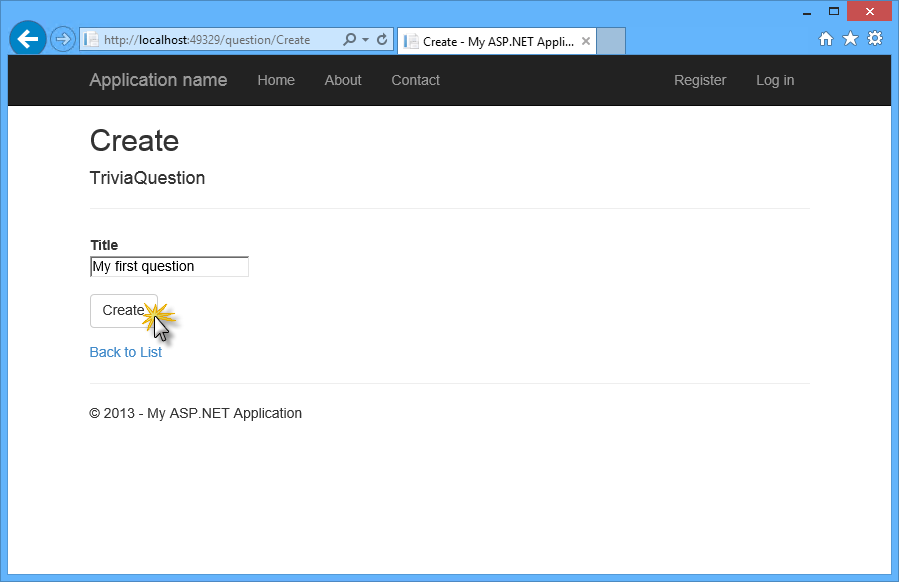 http://localhost:49329/question/Create
Create - My ASP.NET Appli...
Application name Home About Contact Register Log in
Create
TriviaQuestion
Title
My first question
Create
Back to List
© 2013 - My ASP.NET Application